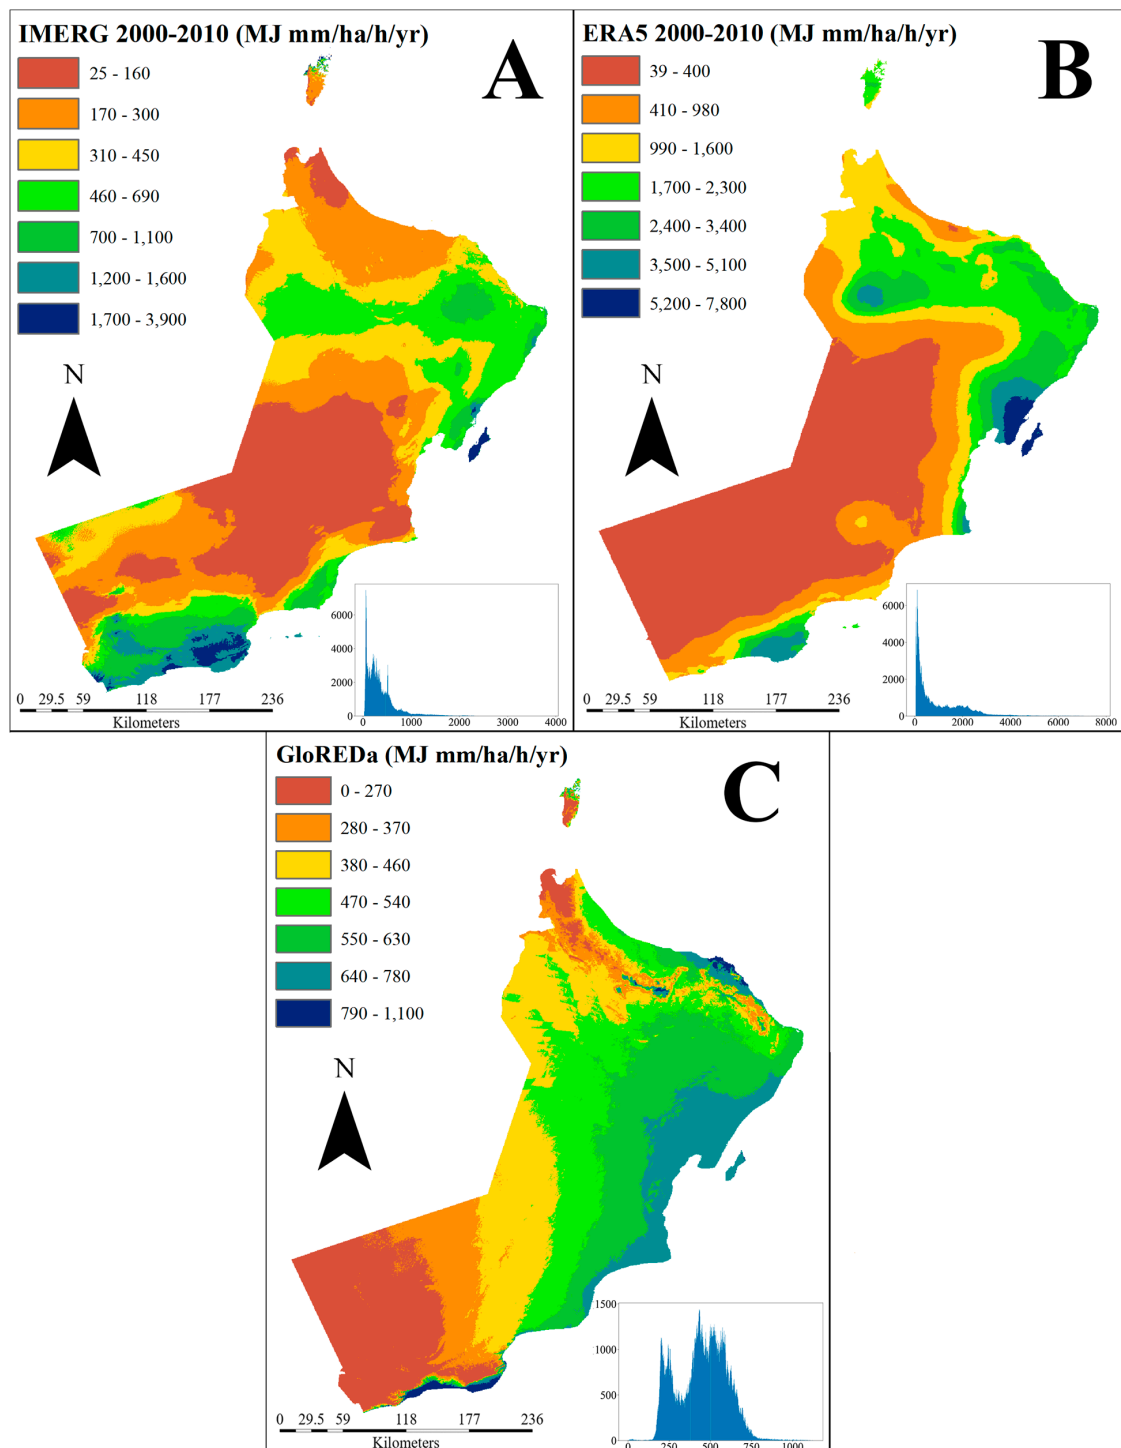 IMERG 2000-2010 (MJ mm/ha/h/yr)
A
25 - 160
170 - 300
310 - 450
460 - 690
700 - 1,100
1,200 - 1,600
1,700 - 3,900
N
6000
4000
2000
0
0 1000 2000 3000 4000
0 29.5 59 118 177 236
Kilometers
ERA5 2000-2010 (MJ mm/ha/h/yr)
B
39 - 400
410 - 980
990 - 1,600
1,700 - 2,300
2,400 - 3,400
3,500 - 5,100
5,200 - 7,800
N
6000
4000
2000
0
0 2000 4000 6000 8000
0 29.5 59 118 177 236
Kilometers
GloREDa (MJ mm/ha/h/yr)
C
0 - 270
280 - 370
380 - 460
470 - 540
550 - 630
640 - 780
790 - 1,100
N
1500
1000
500
0
0 250 500 750 1000
0 29.5 59 118 177 236
Kilometers